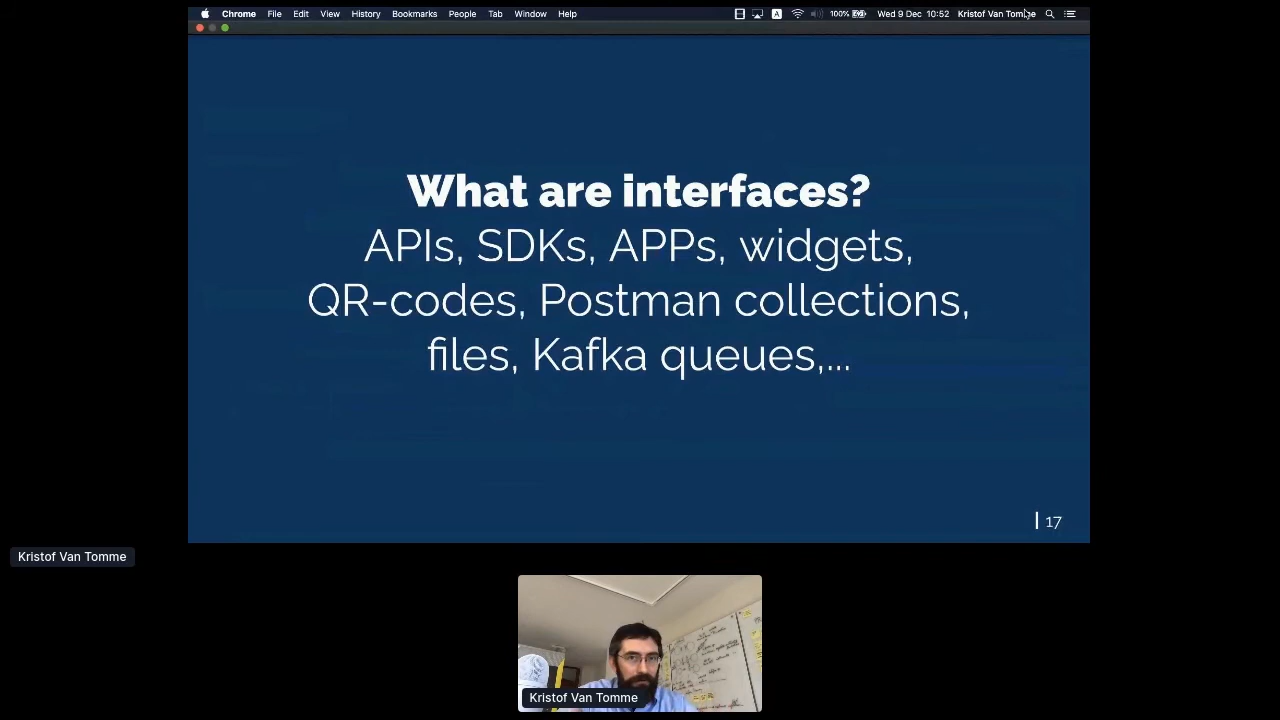 Chrome File Edit View History Bookmarks People Tab Window Help A 100% Wed 9 Dec 10:52 Kristof Van Tomme
What are interfaces?
APIs, SDKs, APPs, widgets,
QR-codes, Postman collections,
files, Kafka queues,...
17
Kristof Van Tomme
Kristof Van Tomme